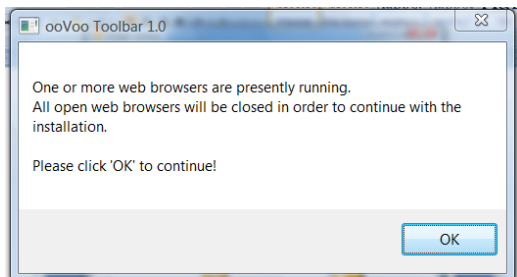 ooVoo Toolbar 1.0
One or more web browsers are presently running.
All open web browsers will be closed in order to continue with the
installation.
Please click 'OK' to continue!
OK